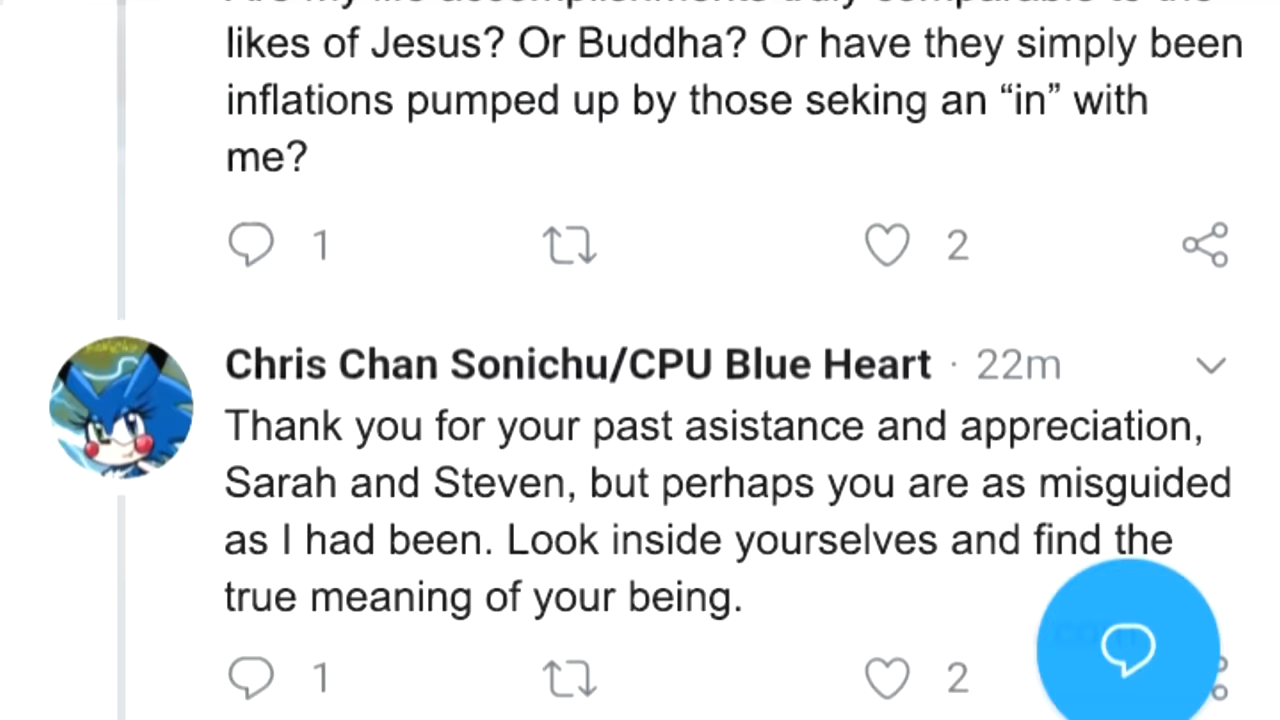 likes of Jesus? Or Buddha? Or have they simply been
inflations pumped up by those seking an “in” with
me?
1
2
Chris Chan Sonichu/CPU Blue Heart · 22m
Thank you for your past asistance and appreciation,
Sarah and Steven, but perhaps you are as misguided
as I had been. Look inside yourselves and find the
true meaning of your being.
1
2